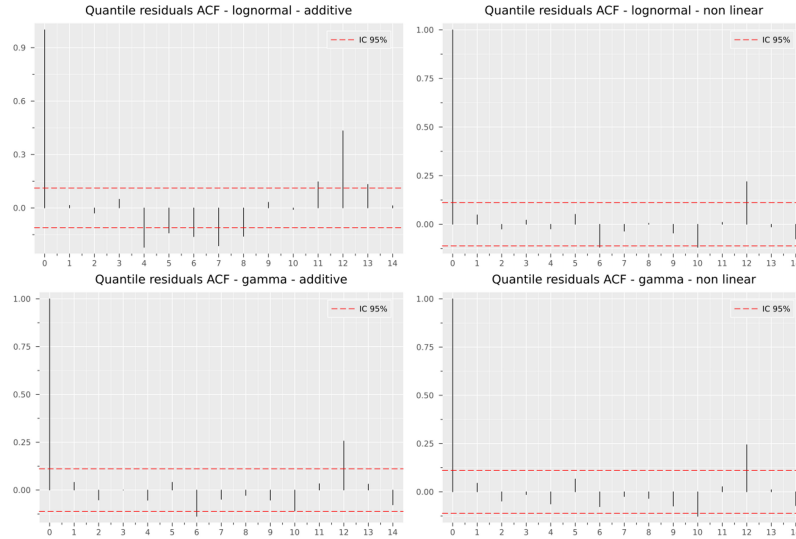 Quantile residuals ACF - lognormal - additive
IC 95%
0.9
0.6
0.3
0.0
0 1 2 3 4 5 6 7 8 9 10 11 12 13 14
Quantile residuals ACF - lognormal - non linear
IC 95%
1.00
0.75
0.50
0.25
0.00
0 1 2 3 4 5 6 7 8 9 10 11 12 13
Quantile residuals ACF - gamma - additive
IC 95%
1.00
0.75
0.50
0.25
0.00
0 1 2 3 4 5 6 7 8 9 10 11 12 13 14
Quantile residuals ACF - gamma - non linear
IC 95%
1.00
0.75
0.50
0.25
0.00
0 1 2 3 4 5 6 7 8 9 10 11 12 13